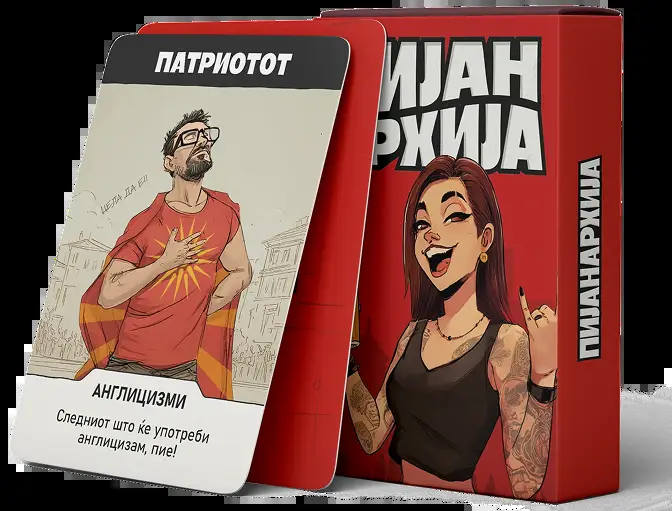 ПАТРИОТОТ
ЦЕЛА ДА Е!!
АНГЛИЦИЗМИ
Следниот што ќе употреби
англицизам, пие!
ИЈАН
РХИЈА
ПИЈАНАРХИЈА